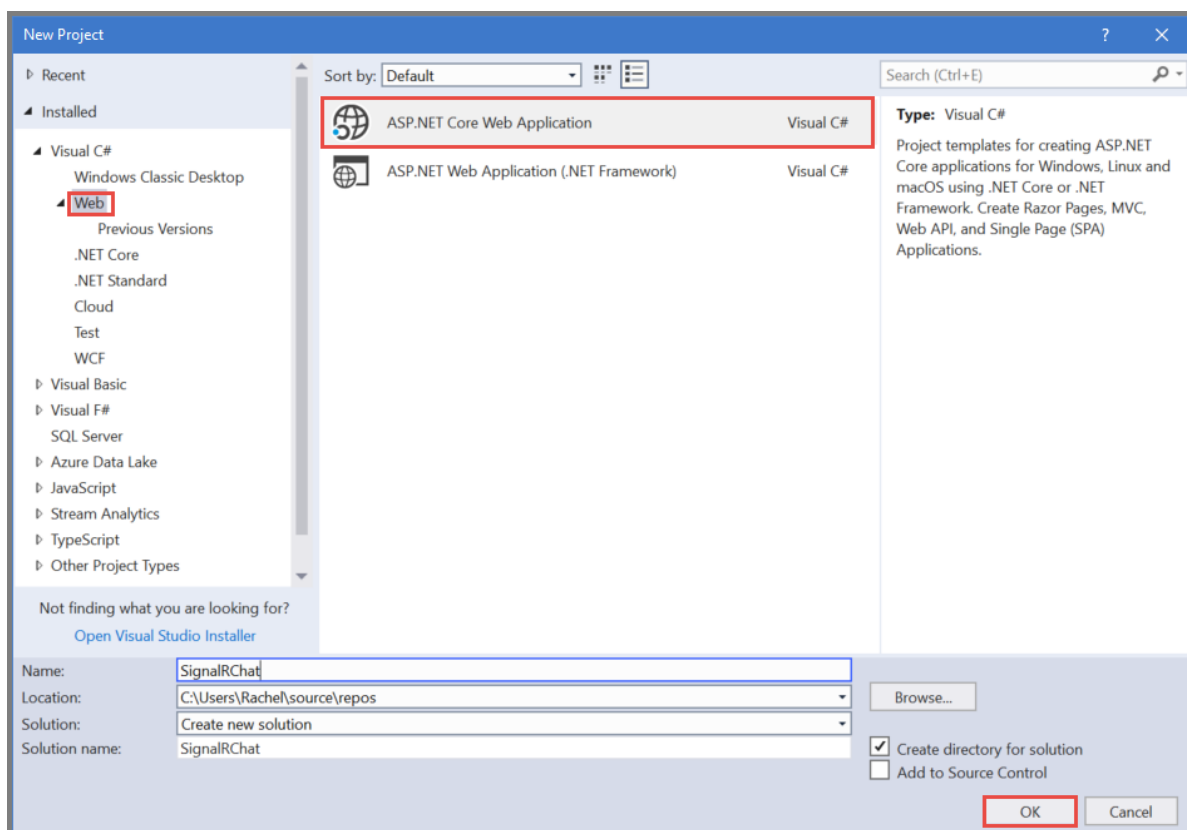 New Project
?
Recent
Installed
Visual C#
Windows Classic Desktop
Web
Previous Versions
.NET Core
.NET Standard
Cloud
Test
WCF
Visual Basic
Visual F#
SQL Server
Azure Data Lake
JavaScript
Stream Analytics
TypeScript
Other Project Types
Not finding what you are looking for?
Open Visual Studio Installer
Sort by: Default
ASP.NET Core Web Application Visual C#
ASP.NET Web Application (.NET Framework) Visual C#
Search (Ctrl+E)
Type: Visual C#
Project templates for creating ASP.NET
Core applications for Windows, Linux and
macOS using .NET Core or .NET
Framework. Create Razor Pages, MVC,
Web API, and Single Page (SPA)
Applications.
Name: SignalRChat
Location: C:\Users\Rachel\source\repos
Browse...
Solution: Create new solution
Solution name: SignalRChat
Create directory for solution
Add to Source Control
OK Cancel